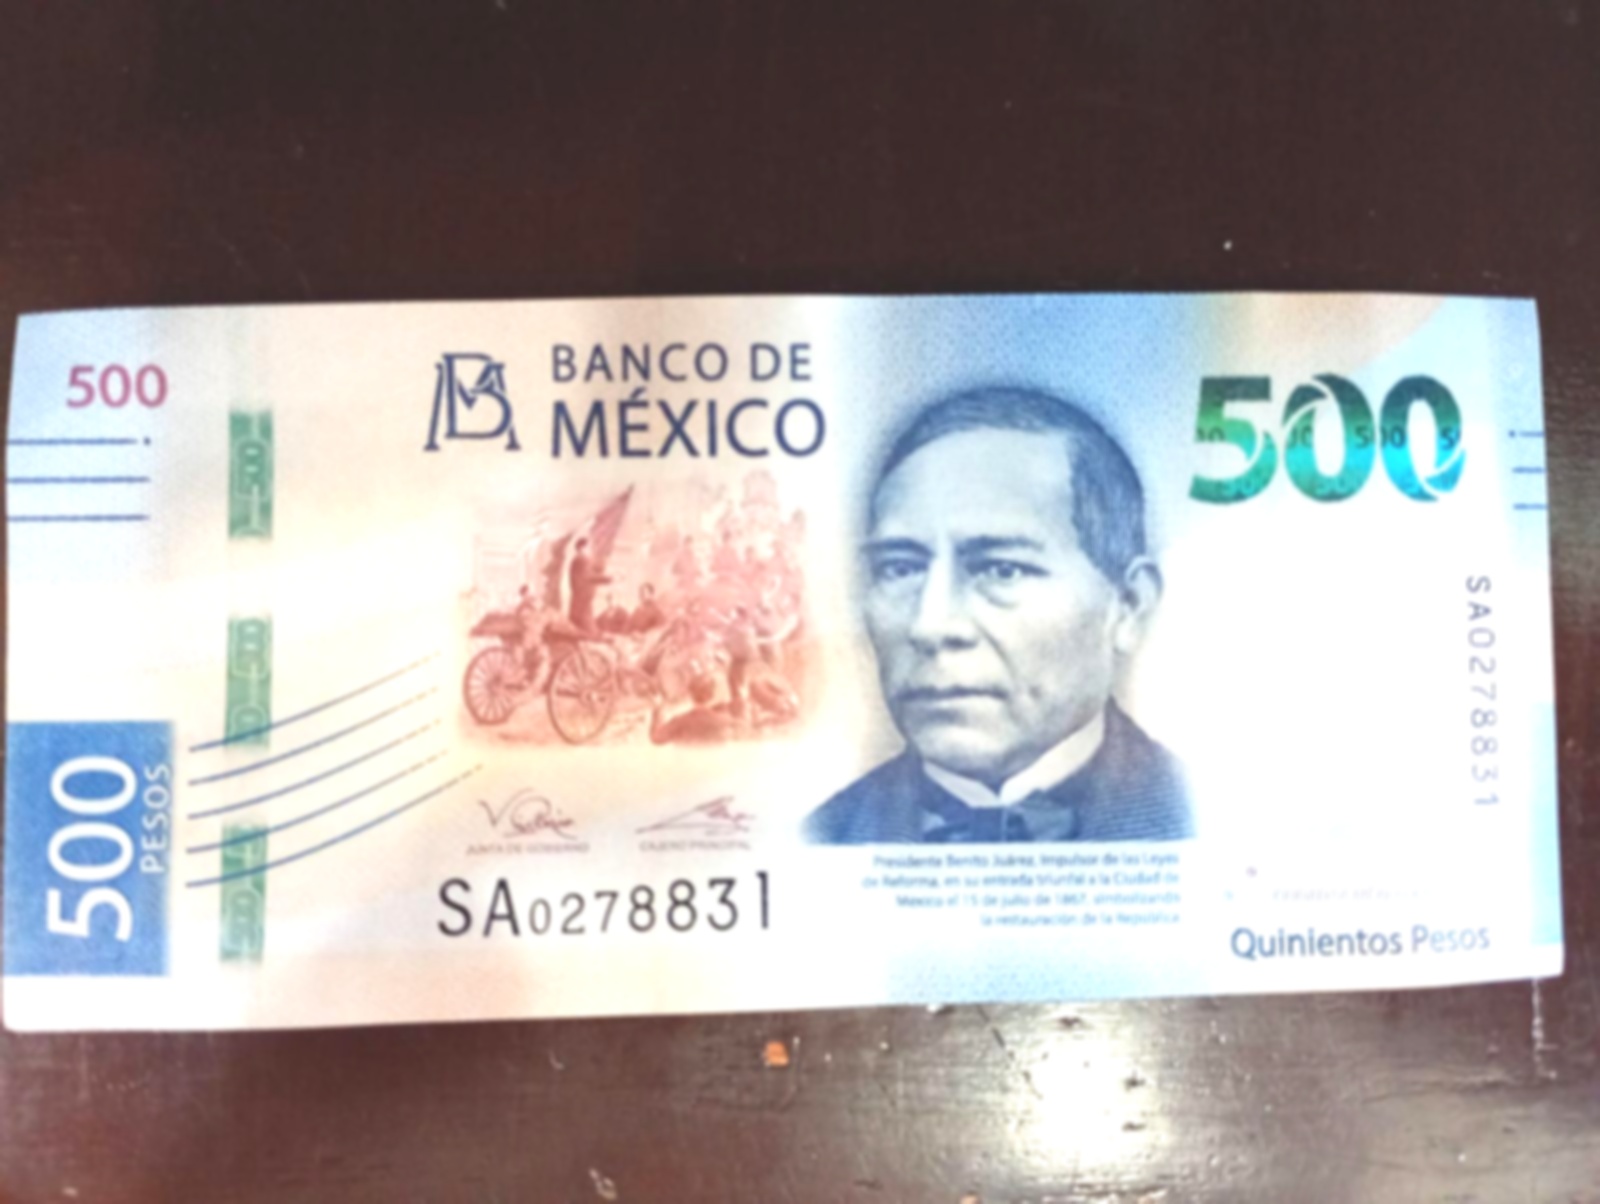 500
BM
BANCO DE
MÉXICO
500
SA0278831
500
PESOS
JUNTA DE GOBIERNO
CAJERO PRINCIPAL
SA0278831
Presidente Benito Juárez, impulsor de las Leyes
de Reforma, en su entrada triunfal a la Ciudad de
México el 15 de julio de 1867, simbolizando
la restauración de la República
Quinientos Pesos